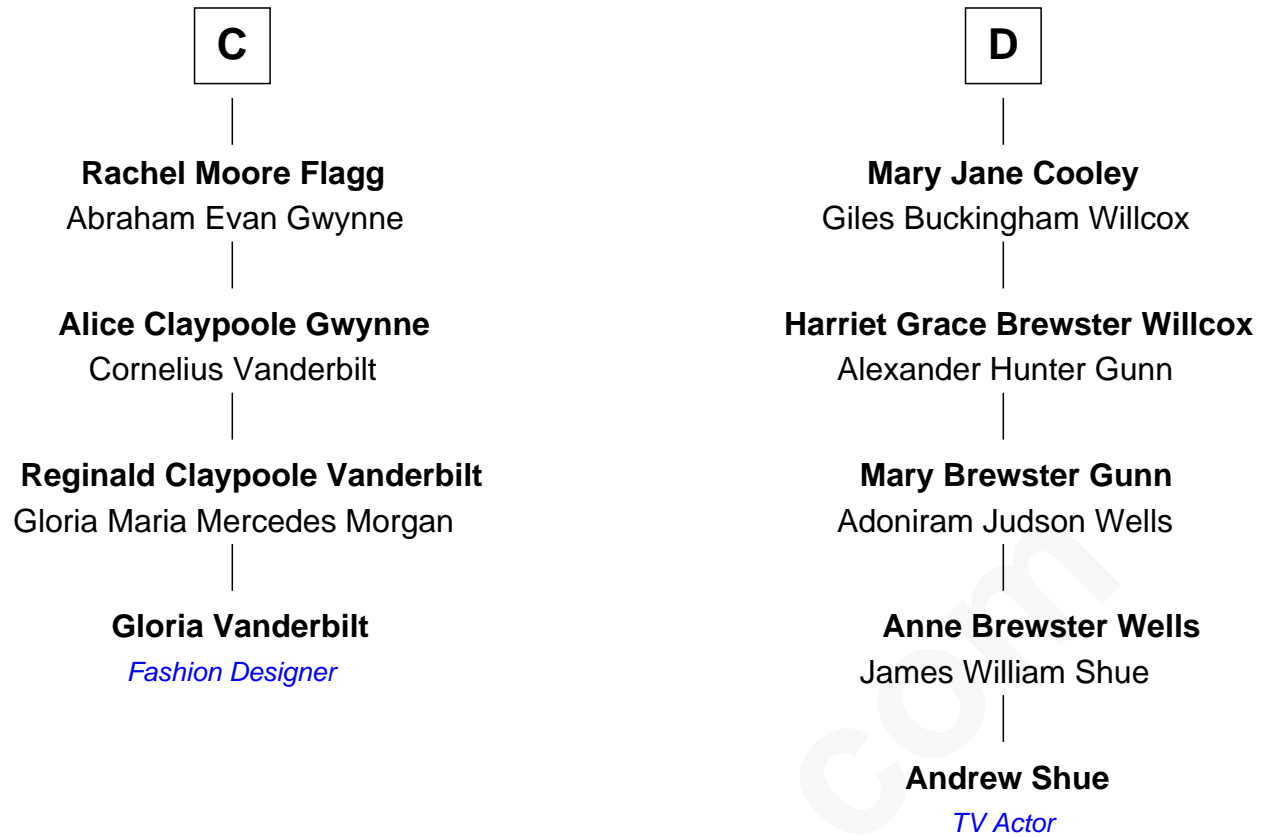 C
Rachel Moore Flagg
Abraham Evan Gwynne
Alice Claypoole Gwynne
Cornelius Vanderbilt
Reginald Claypoole Vanderbilt
Gloria Maria Mercedes Morgan
Gloria Vanderbilt
Fashion Designer
D
Mary Jane Cooley
Giles Buckingham Willcox
Harriet Grace Brewster Willcox
Alexander Hunter Gunn
Mary Brewster Gunn
Adoniram Judson Wells
Anne Brewster Wells
James William Shue
Andrew Shue
TV Actor
com